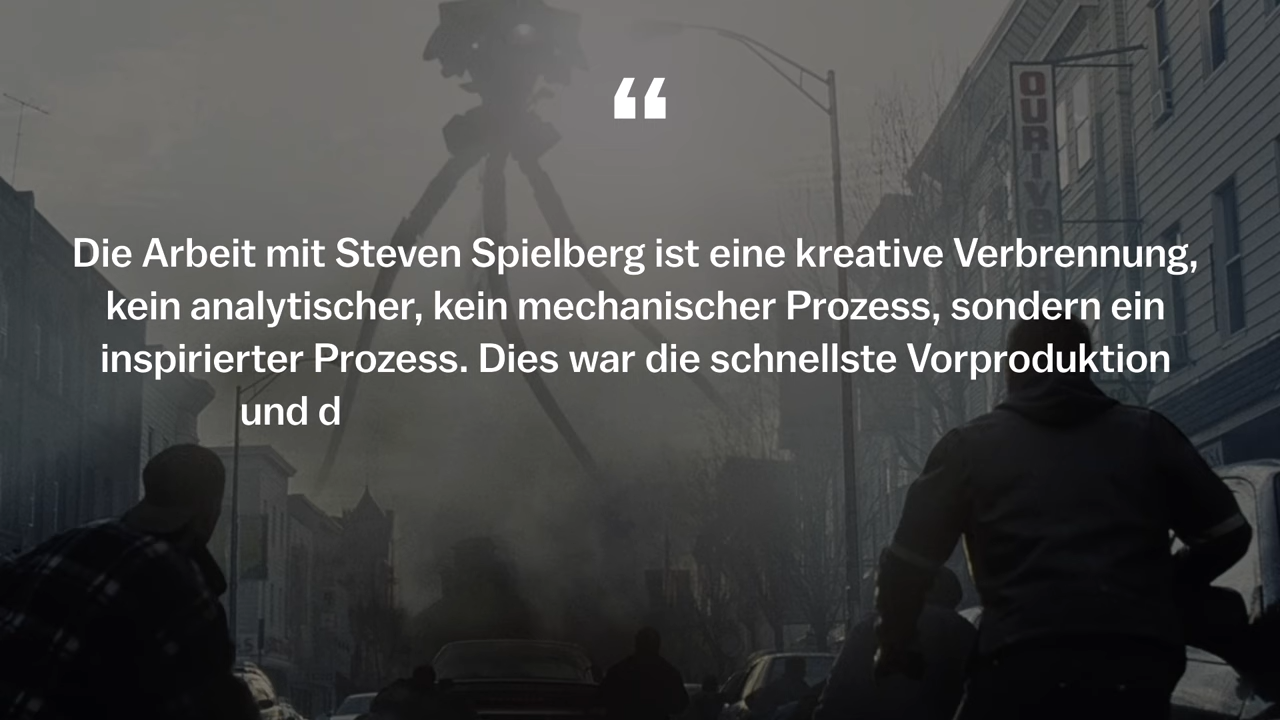 “
Die Arbeit mit Steven Spielberg ist eine kreative Verbrennung,
kein analytischer, kein mechanischer Prozess, sondern ein
inspirierter Prozess. Dies war die schnellste Vorproduktion
und d
OURIVE